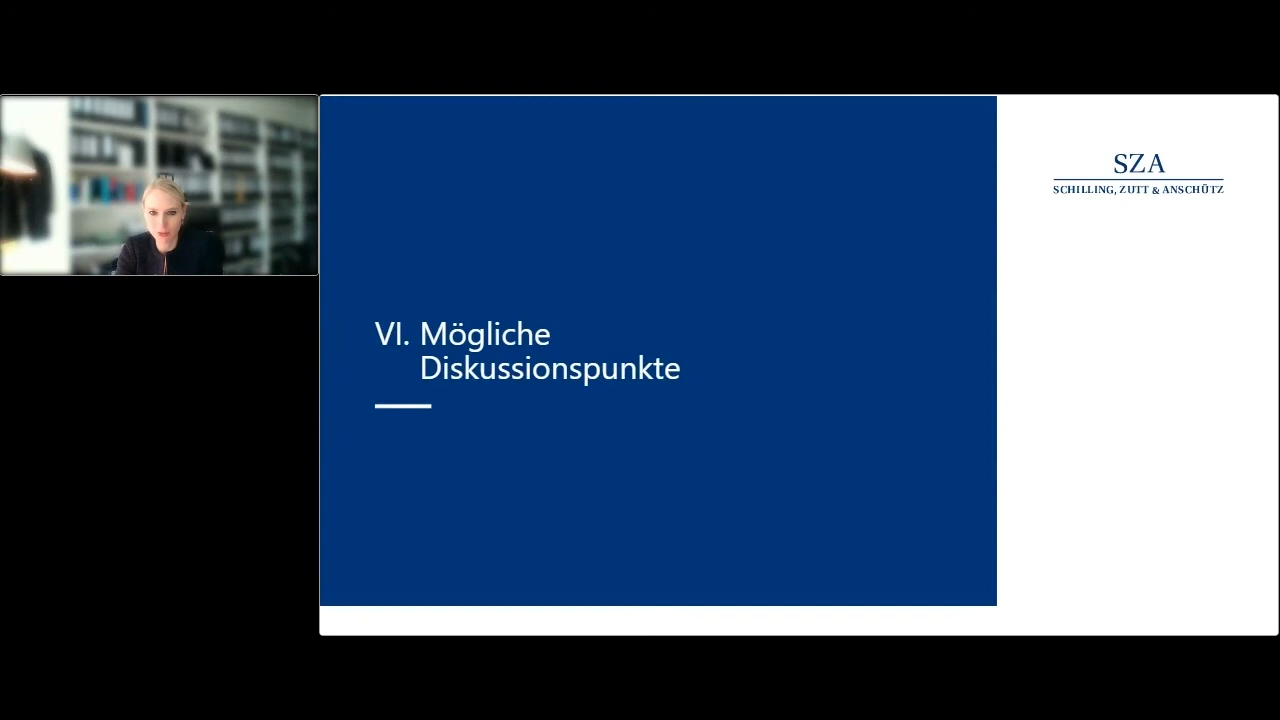 SZA
SCHILLING, ZUTT & ANSCHÜTZ
VI. Mögliche
Diskussionspunkte